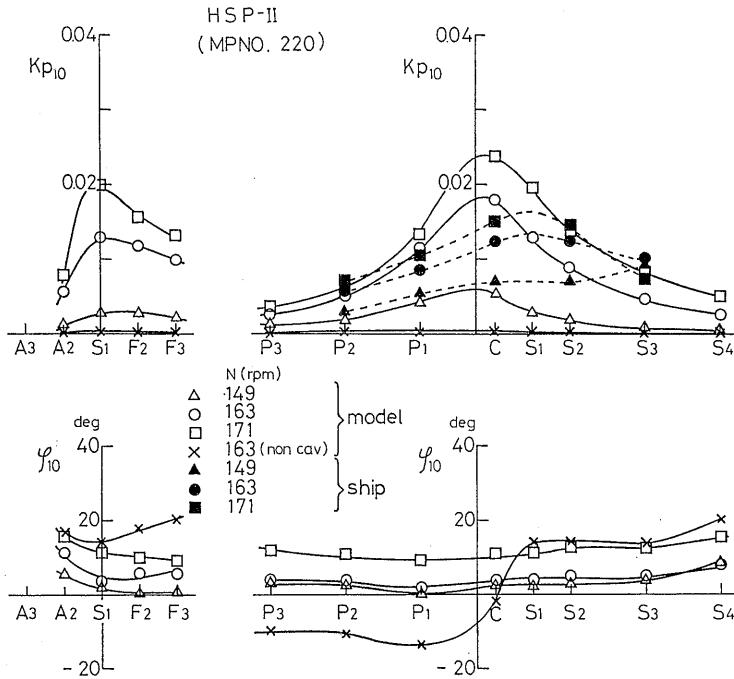 HSP-II
(MPNO. 220)
0.04
Kp10
0.02
A3 A2 S1 F2 F3
0.04
Kp10
0.02
P3 P2 P1 C S1 S2 S3 S4
N (rpm)
149
163
171
163 (non cav)
model
149
163
171
ship
deg
40
φ10
20
0
A3 A2 S1 F2 F3
-20
deg
40
φ10
20
0
P3 P2 P1 C S1 S2 S3 S4
-20